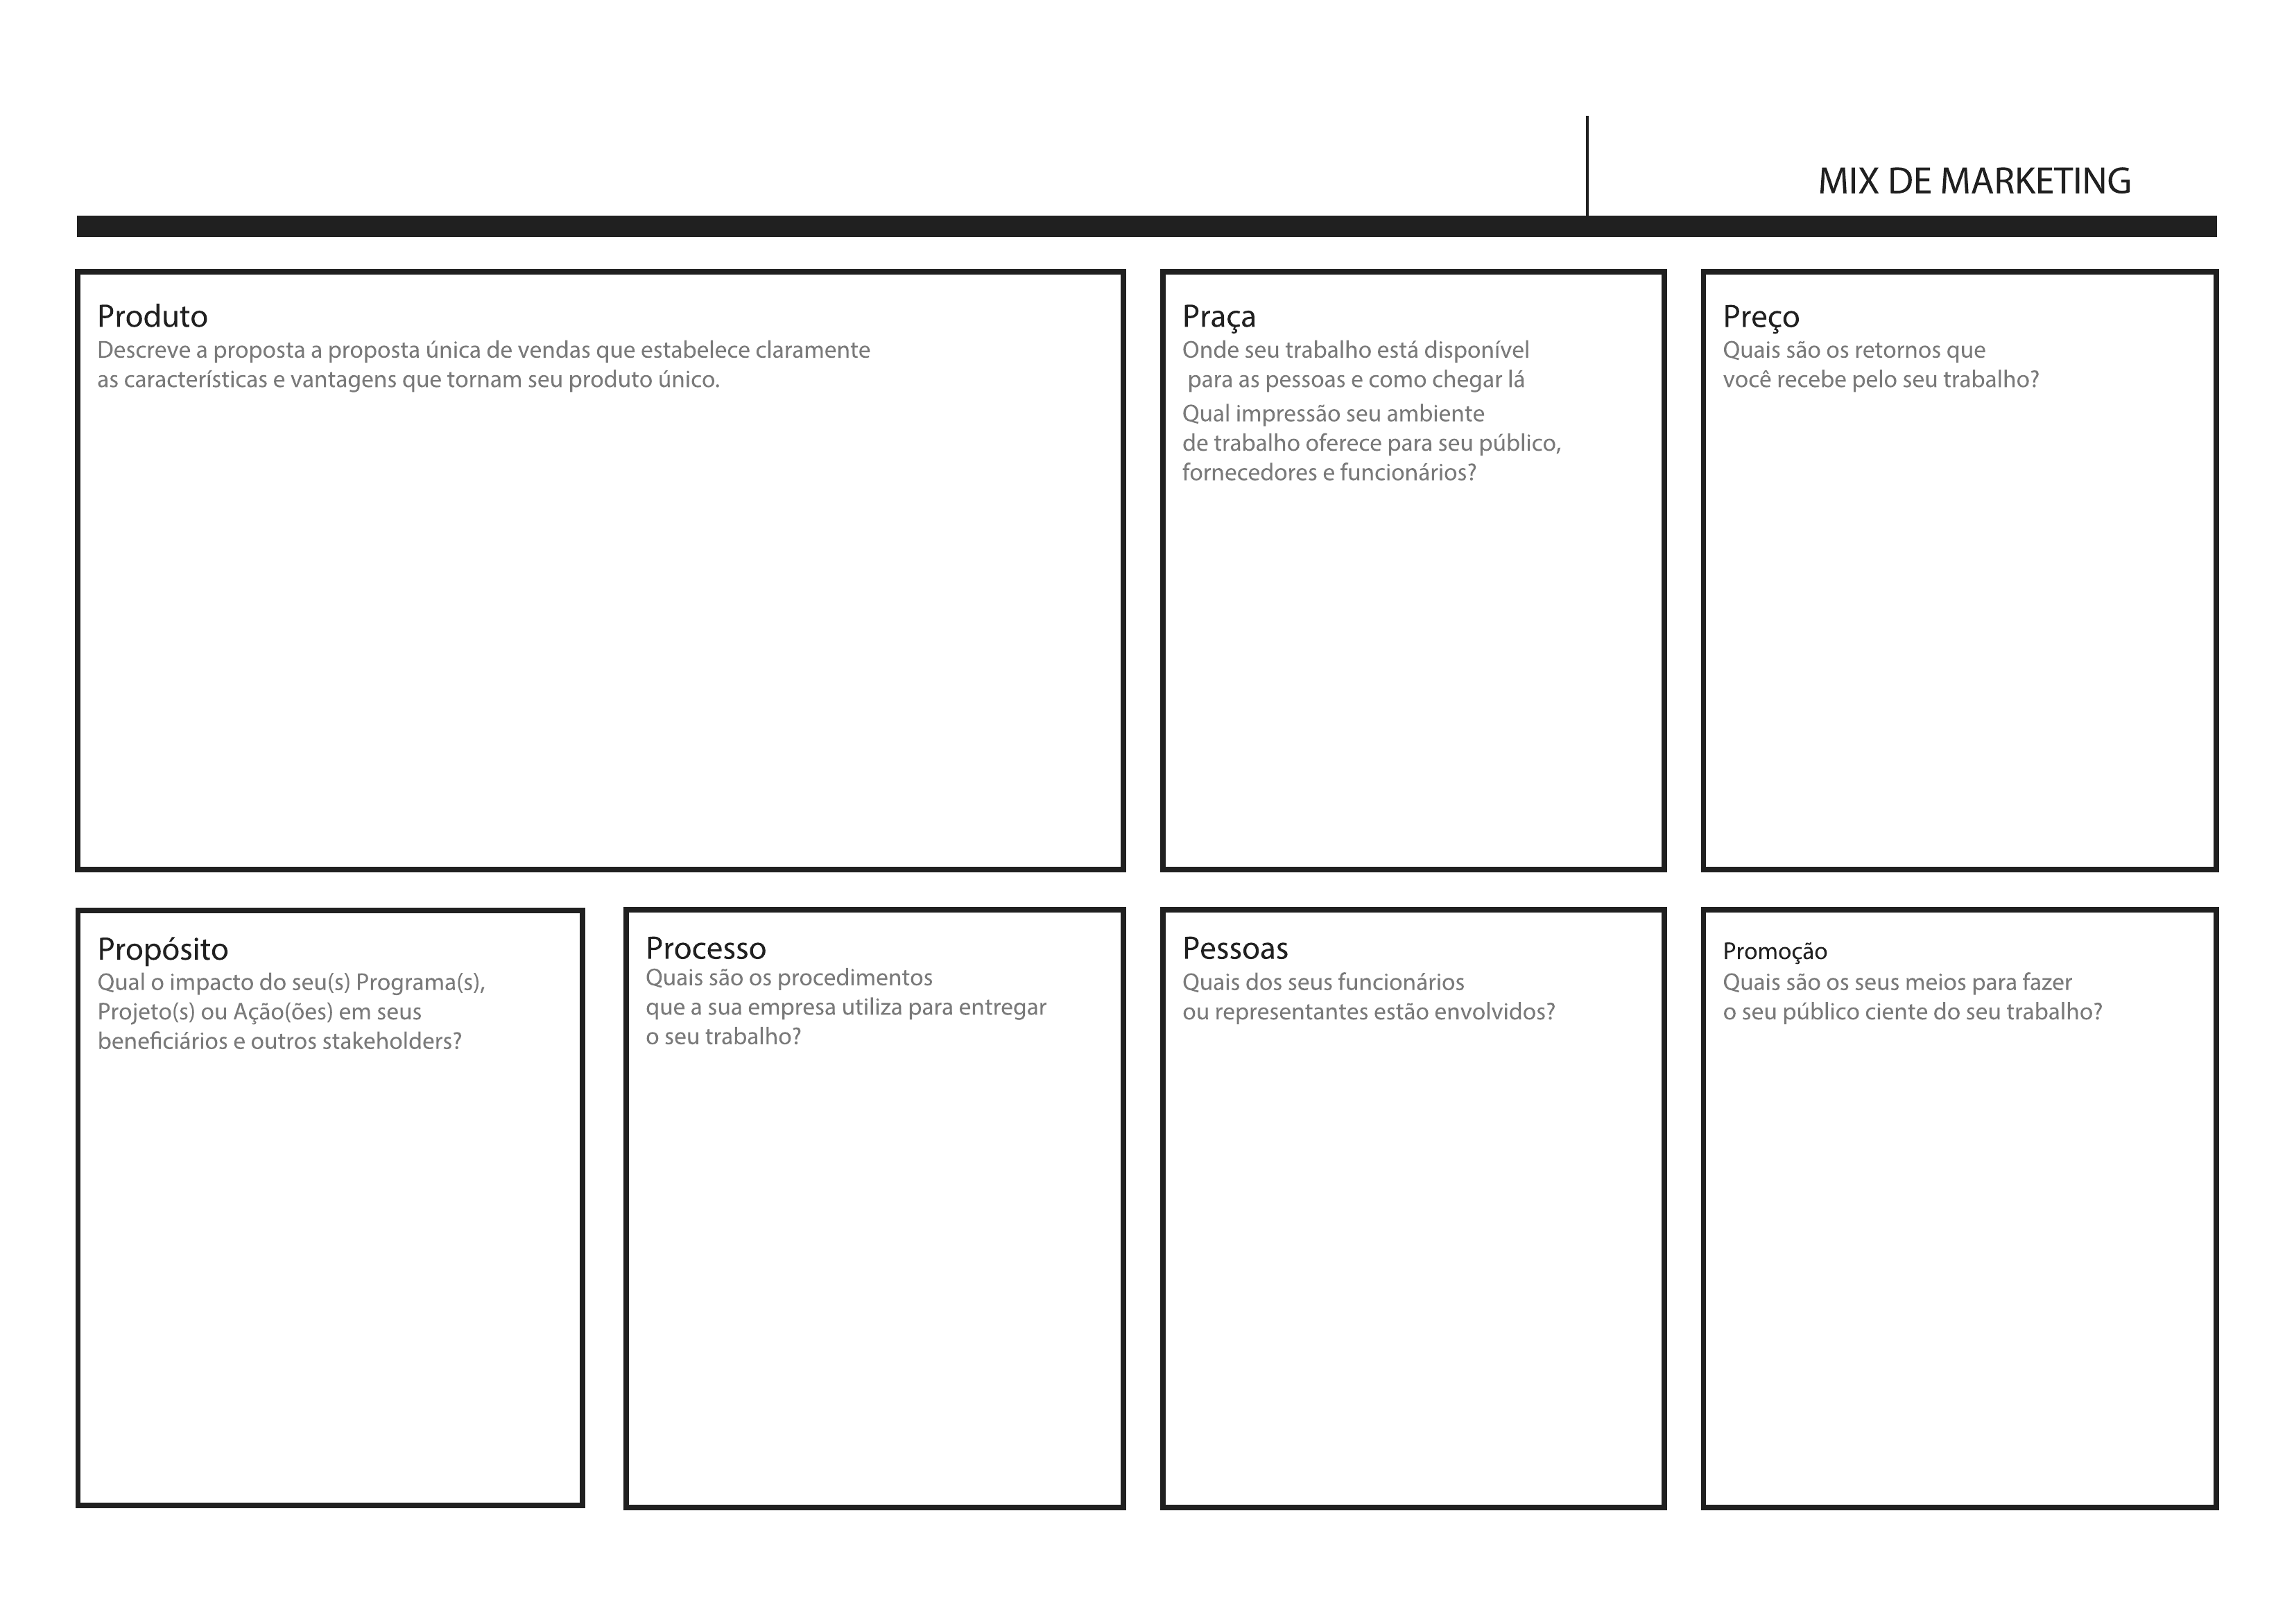 MIX DE MARKETING
Produto
Descreve a proposta a proposta única de vendas que estabelece claramente
as características e vantagens que tornam seu produto único.
Praça
Onde seu trabalho está disponível
para as pessoas e como chegar lá
Qual impressão seu ambiente
de trabalho oferece para seu público,
fornecedores e funcionários?
Preço
Quais são os retornos que
você recebe pelo seu trabalho?
Propósito
Qual o impacto do seu(s) Programa(s),
Projeto(s) ou Ação(ões) em seus
beneficiários e outros stakeholders?
Processo
Quais são os procedimentos
que a sua empresa utiliza para entregar
o seu trabalho?
Pessoas
Quais dos seus funcionários
ou representantes estão envolvidos?
Promoção
Quais são os seus meios para fazer
o seu público ciente do seu trabalho?